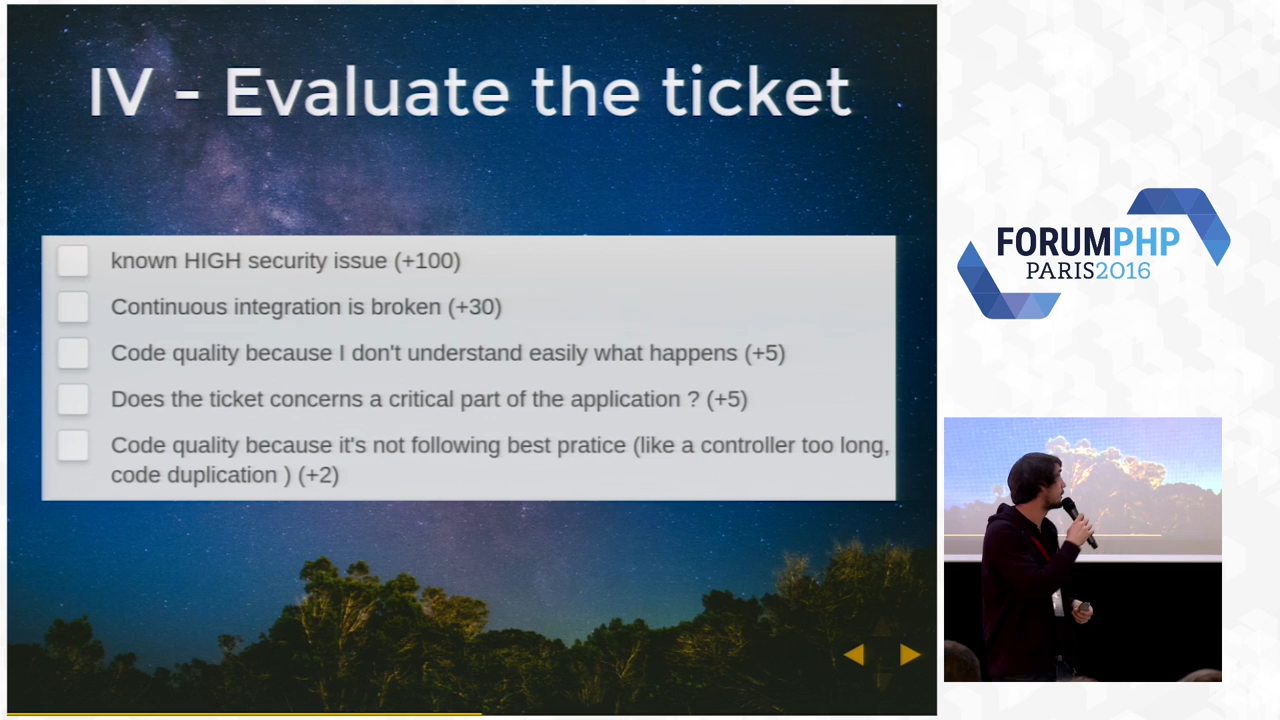 IV - Evaluate the ticket
known HIGH security issue (+100)
Continuous integration is broken (+30)
Code quality because I don't understand easily what happens (+5)
Does the ticket concerns a critical part of the application ? (+5)
Code quality because it's not following best pratice (like a controller too long,
code duplication ) (+2)
FORUMPHP
PARIS2016